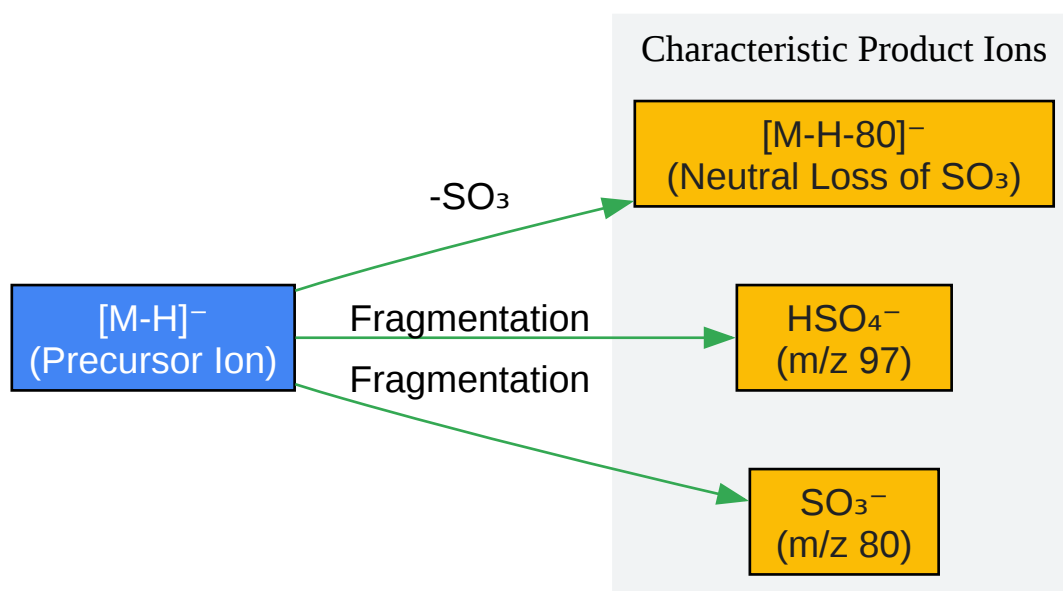 Characteristic Product Ions
[M-H-80]⁻
(Neutral Loss of SO₃)
-SO₃
[M-H]⁻
(Precursor Ion)
Fragmentation
HSO₄⁻
(m/z 97)
Fragmentation
SO₃⁻
(m/z 80)